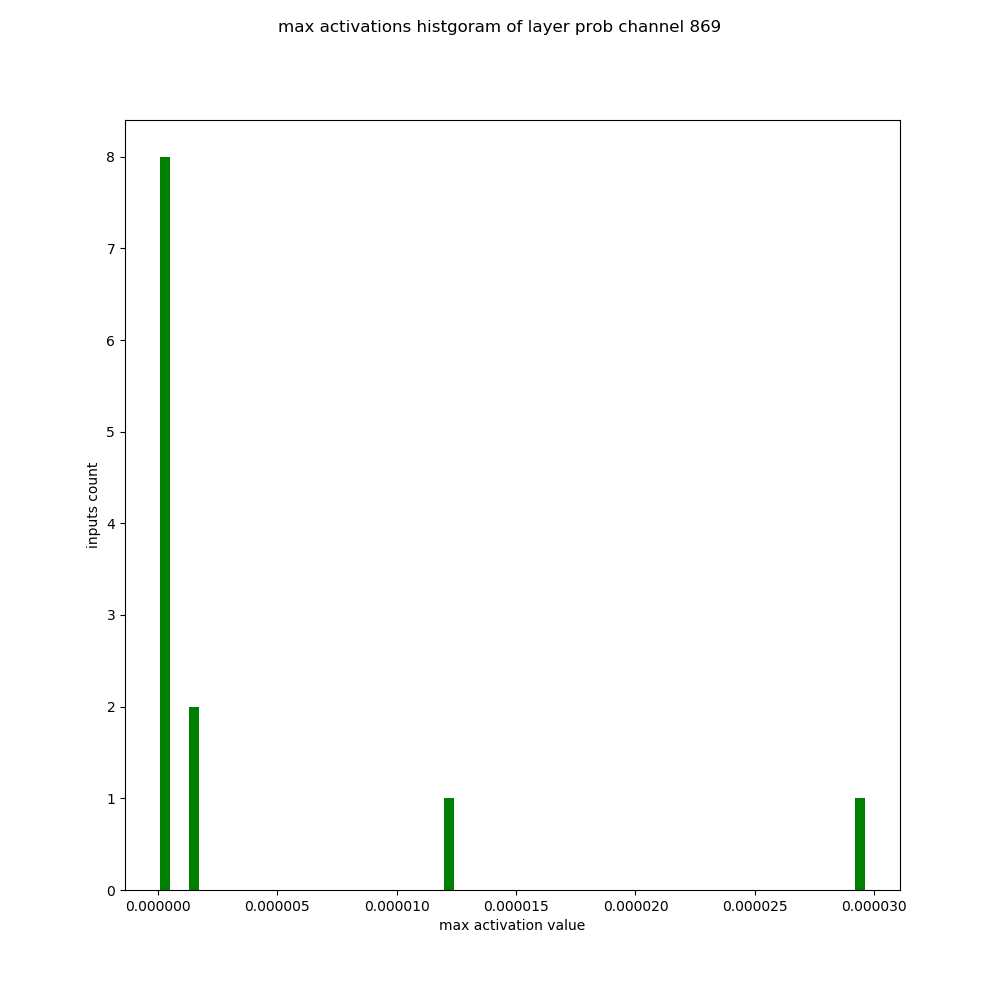 max activations histgoram of layer prob channel 869
8
7
6
5
4
3
2
1
0
inputs count
0.000000 0.000005 0.000010 0.000015 0.000020 0.000025 0.000030
max activation value